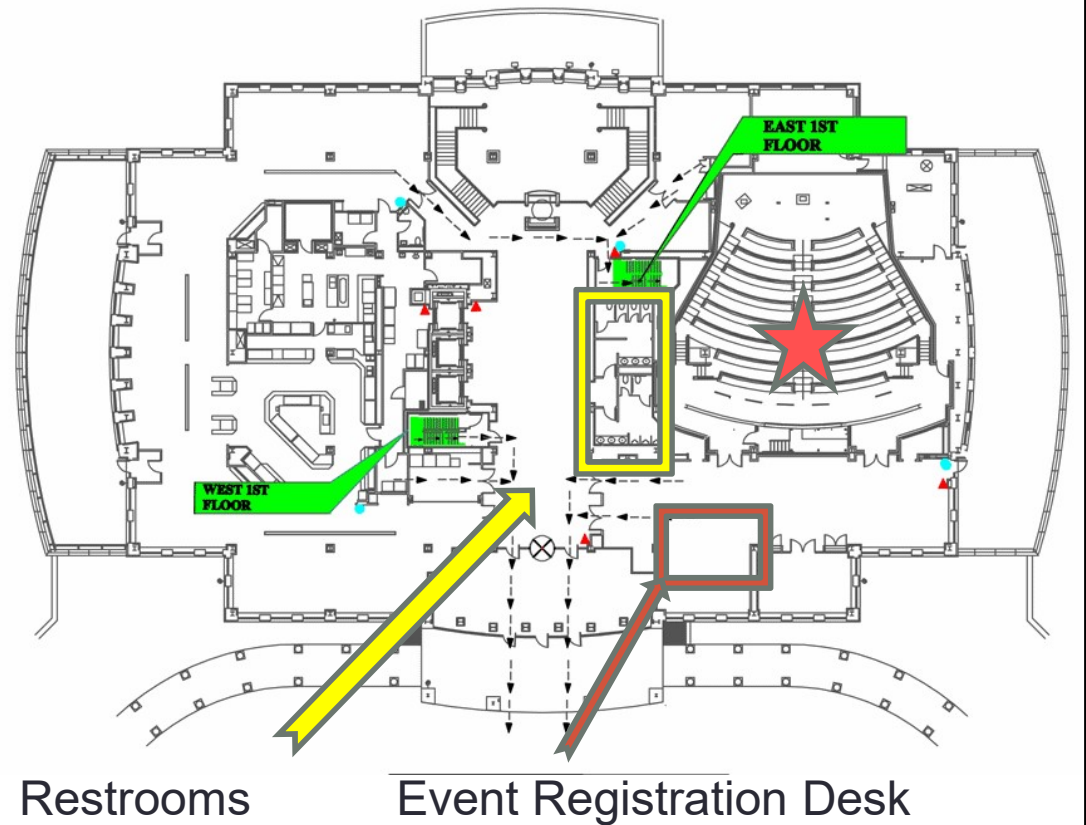 EAST 1ST
FLOOR
WEST 1ST
FLOOR
Restrooms
Event Registration Desk